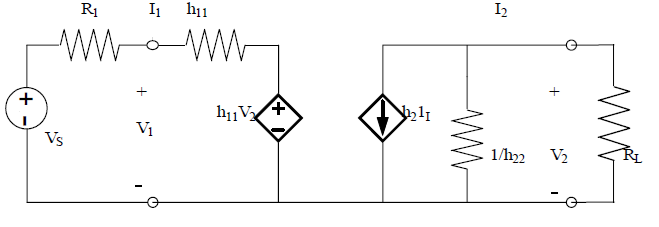 R₁ I₁ h₁₁ I₂
+ +
h₁₁V₂ + h₂1I
+
- Vs V₁ - 1/h₂₂ V₂ RL
- -